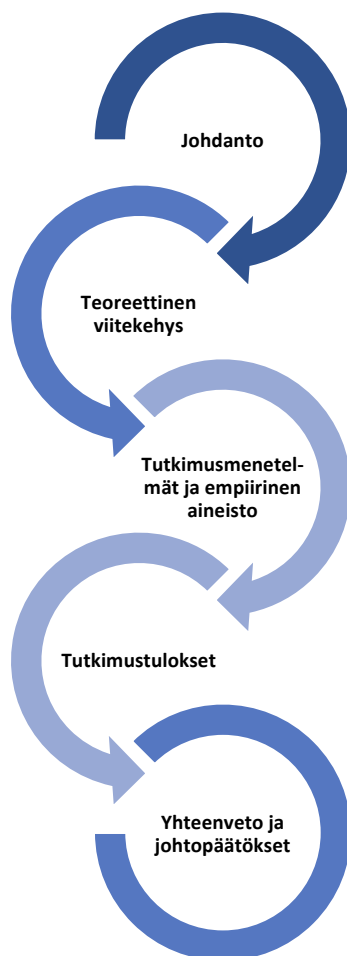 Johdanto
Teoreettinen
viitekehys
Tutkimusmenetel-
mät ja empiirinen
aineisto
Tutkimustulokset
Yhteenveto ja
johtopäätökset